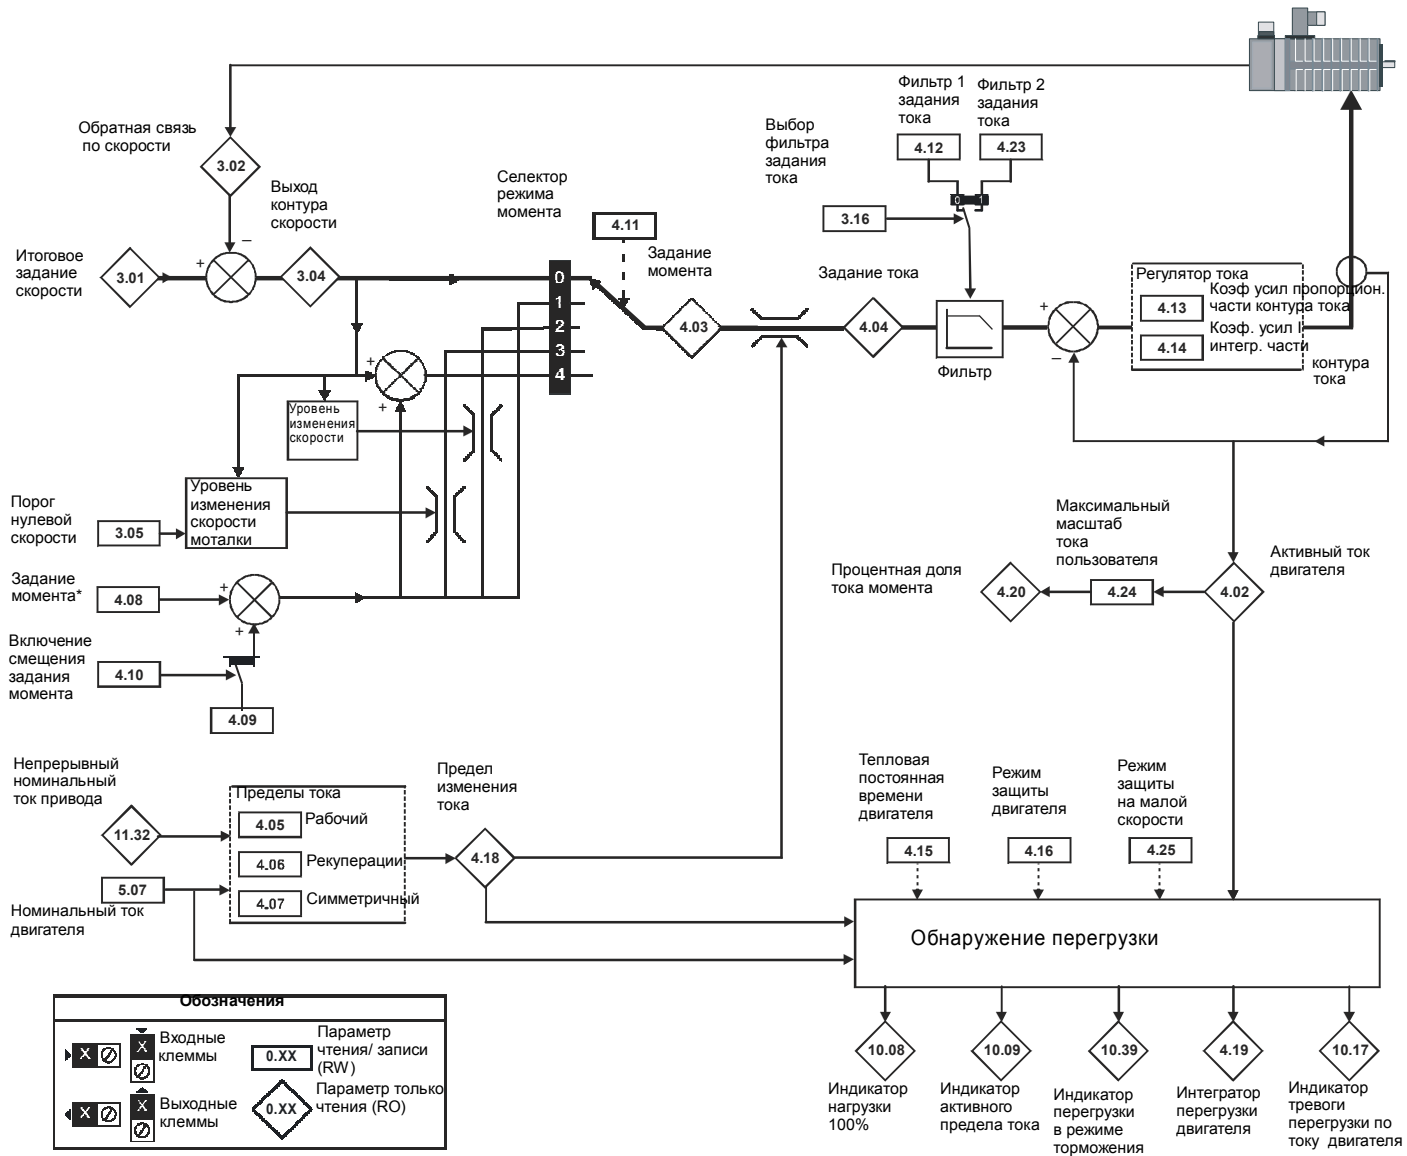 Фильтр 1
задания
тока
Фильтр 2
задания
тока
4.12
4.23
Выбор
фильтра
задания
тока
3.16
0 1
Обратная связь
по скорости
3.02
Выход
контура
скорости
–
+
Итоговое
задание
скорости
3.01
3.04
Селектор
режима
момента
4.11
Задание
момента
0
1
2
3
4
4.03
Задание тока
4.04
Фильтр
+
–
Регулятор тока
4.13
Коэф усил пропорцион.
части контура тока
4.14
Коэф. усил I
интегр. части
контура
тока
+
+
Уровень
изменения
скорости
Уровень
изменения
скорости
моталки
Порог
нулевой
скорости
3.05
Задание
момента*
4.08
+
+
Включение
смещения
задания
момента
4.10
4.09
Максимальный
масштаб
тока
пользователя
Процентная доля
тока момента
4.20
4.24
4.02
Активный ток
двигателя
Непрерывный
номинальный
ток привода
11.32
5.07
Номинальный ток
двигателя
Пределы тока
4.05
Рабочий
4.06
Рекуперации
4.07
Симметричный
Предел
изменения
тока
4.18
Тепловая
постоянная
времени
двигателя
4.15
Режим
защиты
двигателя
4.16
Режим
защиты
на малой
скорости
4.25
Обнаружение перегрузки
10.08
Индикатор
нагрузки
100%
10.09
Индикатор
активного
предела тока
10.39
Индикатор
перегрузки
в режиме
торможения
4.19
Интегратор
перегрузки
двигателя
10.17
Индикатор
тревоги
перегрузки по
току двигателя
Обозначения
X
X
Входные
клеммы
0.XX
Параметр
чтения/ записи
(RW)
X
X
Выходные
клеммы
0.XX
Параметр только
чтения (RO)